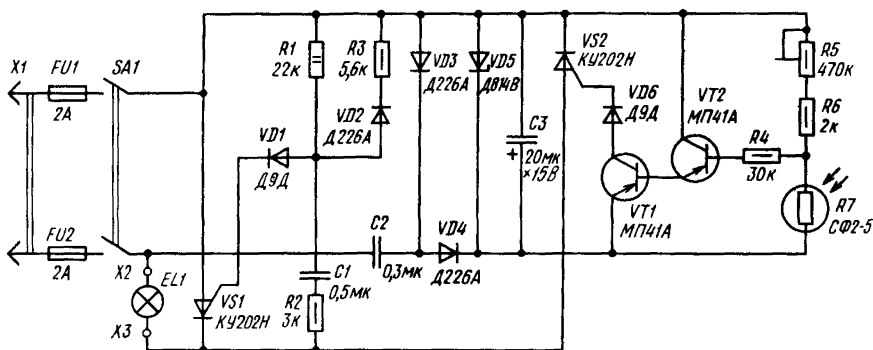 X1
FU1
2А
SA1
R1
22к
R3
5,6к
VD3
Д226А
VD5
Д814В
VS2
КУ202Н
VD6
Д9Д
VT2
МП41А
R5
470к
R6
2к
VD1
Д9Д
VD2
Д226А
C3
+
20мк
×15В
R4
30к
VT1
МП41А
R7
СФ2-5
FU2
2А
X2
EL1
X3
VS1
КУ202Н
C1
0,5мк
R2
3к
C2
0,3мк
VD4
Д226А